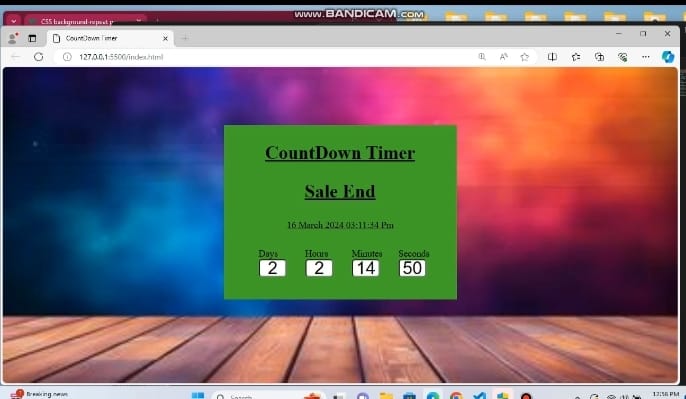 www.BANDICAM.com
CSS background-repeat p
CountDown Timer
127.0.0.1:5500/index.html
CountDown Timer
Sale End
16 March 2024 03:11:34 Pm
Days Hours Minutes Seconds
2 2 14 50
Breaking news
Search
12:56 PM